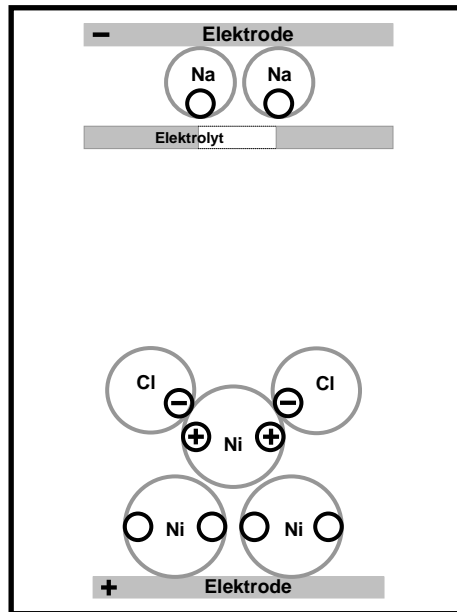 − Elektrode
Na Na
Elektrolyt
Cl Cl
− −
+ Ni +
Ni Ni
+ Elektrode